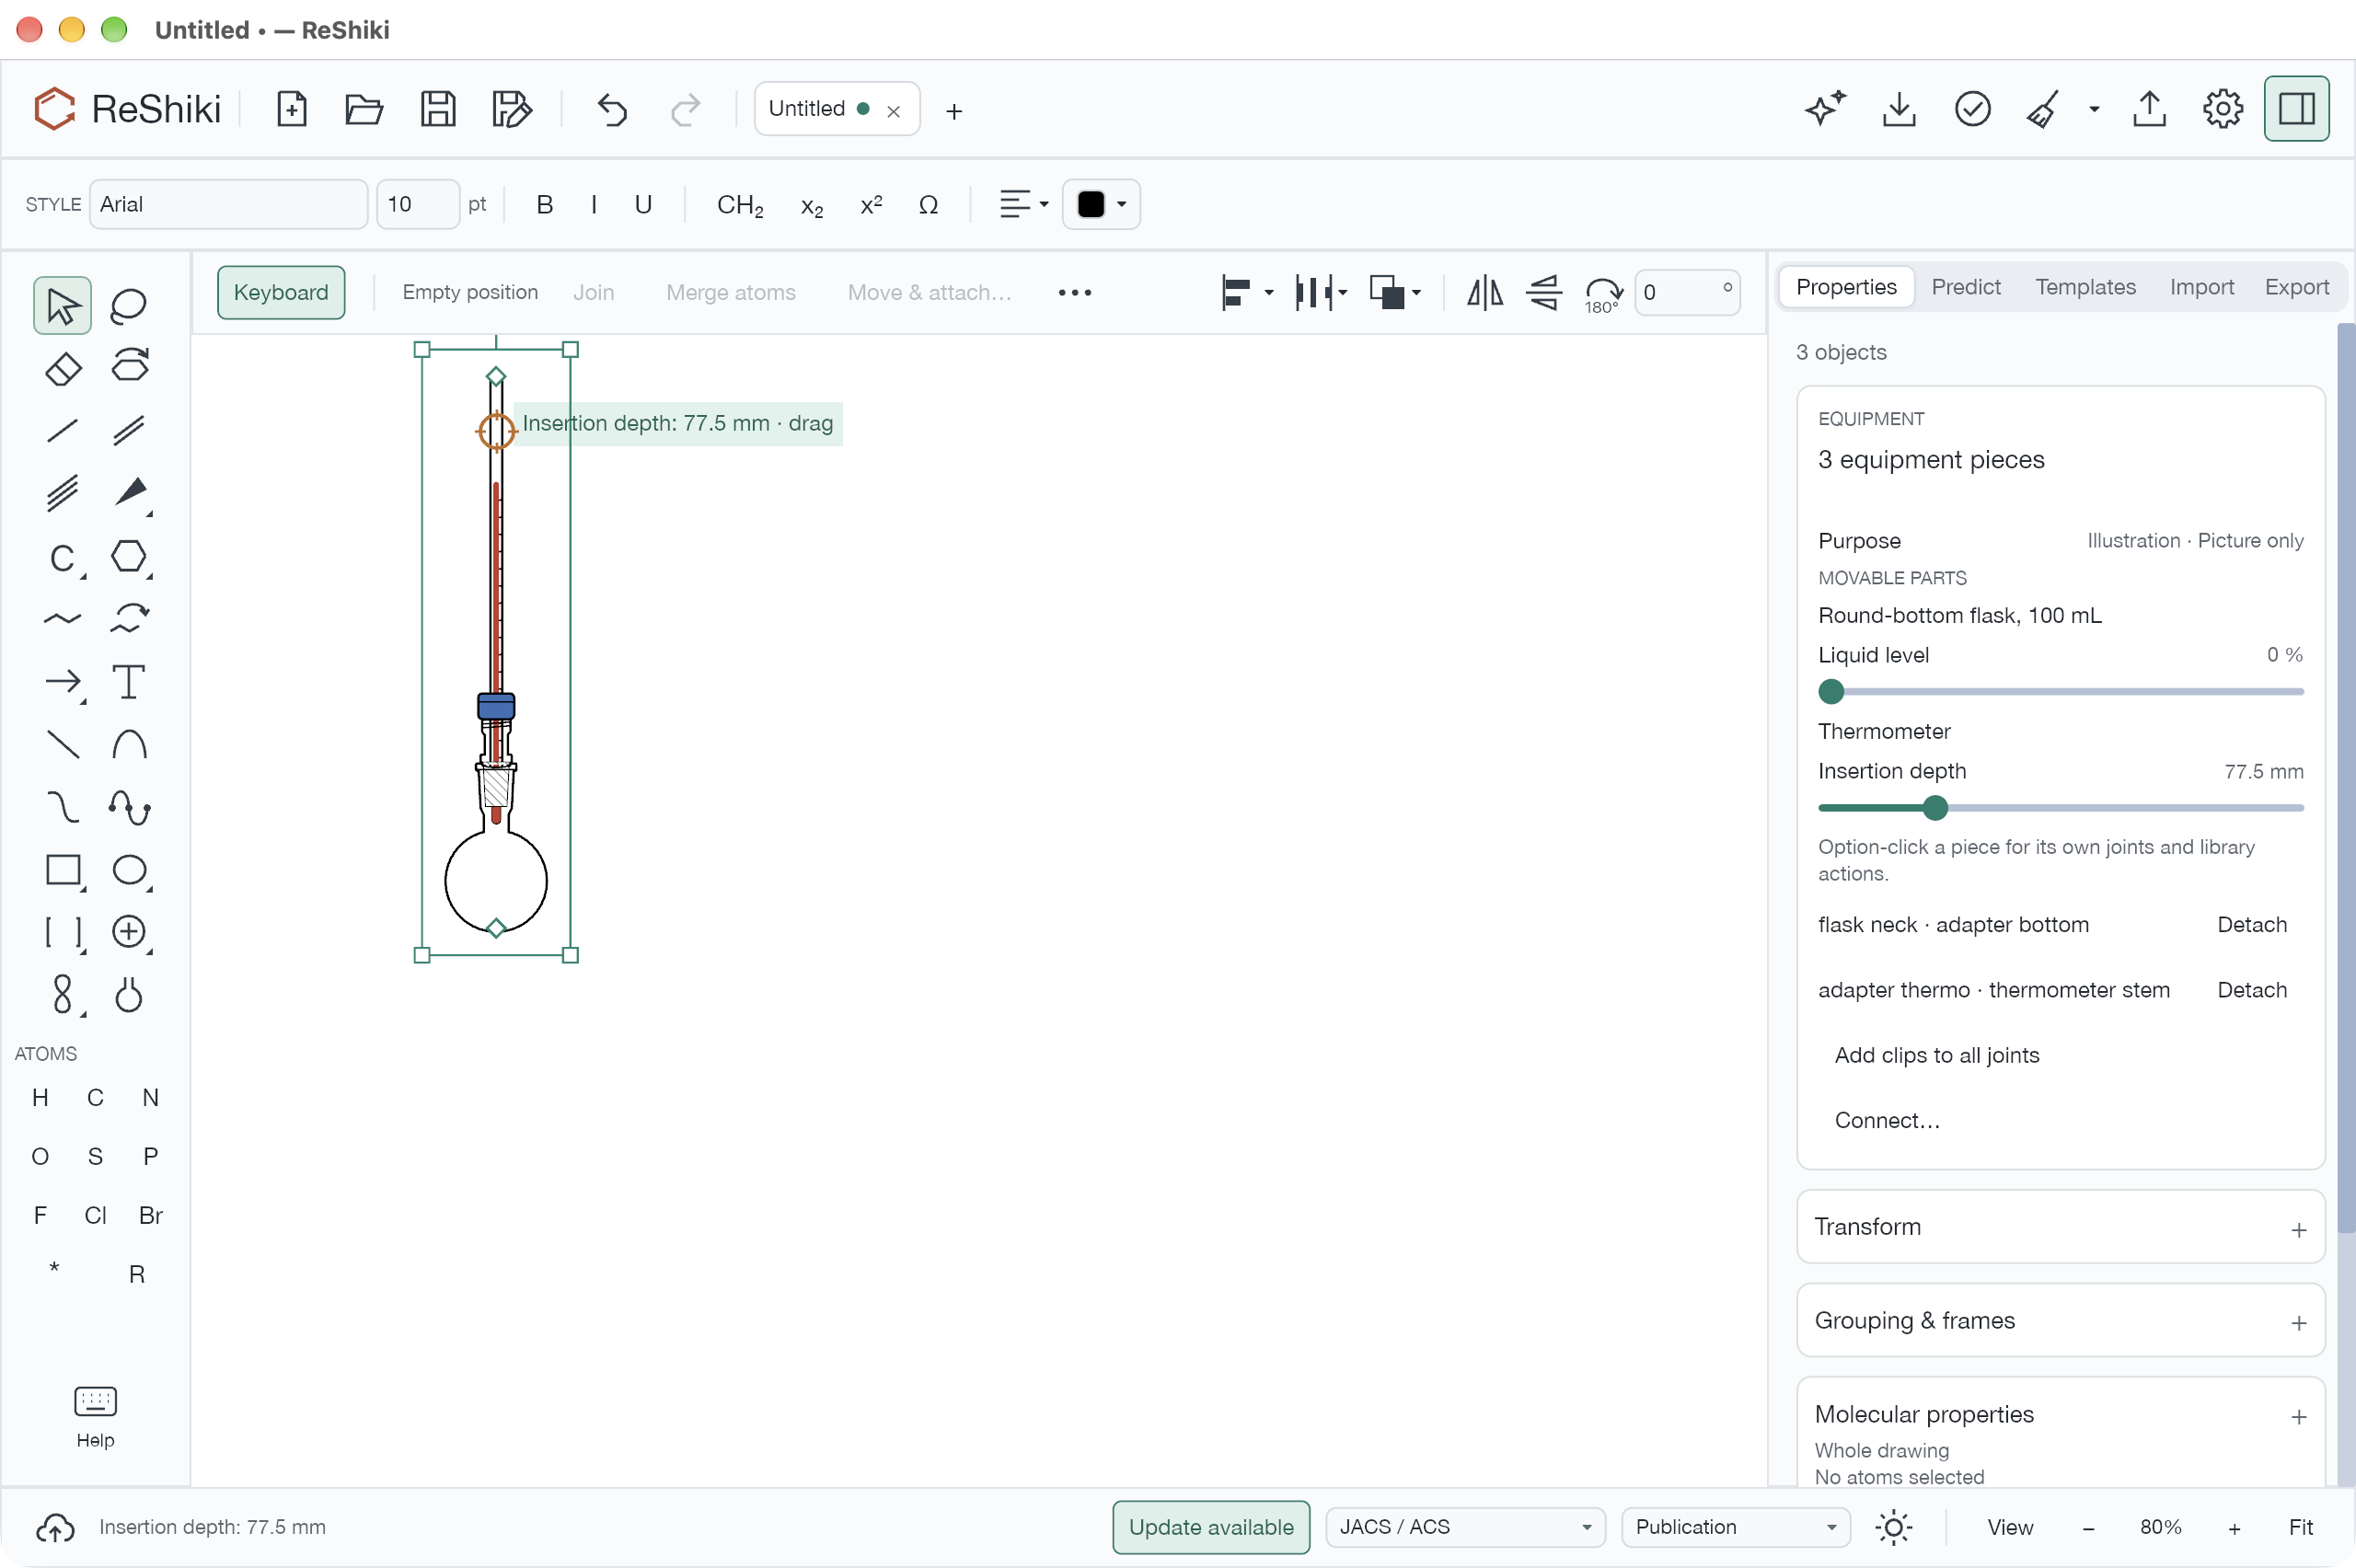 Untitled • — ReShiki
ReShiki
Untitled
STYLE Arial 10 pt B I U CH₂ x₂ x² Ω
Keyboard Empty position Join Merge atoms Move & attach... 180° 0 °
Properties Predict Templates Import Export
3 objects
EQUIPMENT
3 equipment pieces
Purpose Illustration · Picture only
MOVABLE PARTS
Round-bottom flask, 100 mL
Liquid level 0 %
Thermometer
Insertion depth 77.5 mm
Option-click a piece for its own joints and library
actions.
flask neck · adapter bottom Detach
adapter thermo · thermometer stem Detach
Add clips to all joints
Connect...
Transform +
Grouping & frames +
Molecular properties +
Whole drawing
No atoms selected
Insertion depth: 77.5 mm · drag
C
T
ATOMS
H C N
O S P
F Cl Br
* R
Help
Insertion depth: 77.5 mm
Update available JACS / ACS Publication View − 80% + Fit